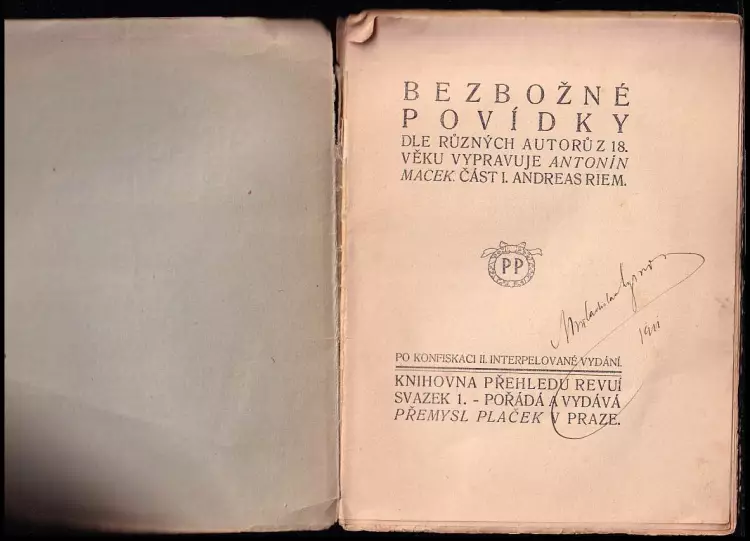 BEZBOŽNÉ
POVÍDKY
DLE RŮZNÝCH AUTORŮ Z 18.
VĚKU VYPRAVUJE ANTONÍN
MACEK. ČÁST I. ANDREAS RIEM.
PP
1911
PO KONFISKACI II. INTERPELOVANÉ VYDÁNÍ.
KNIHOVNA PŘEHLEDU REVUÍ
SVAZEK 1. - POŘÁDÁ A VYDÁVÁ
PŘEMYSL PLAČEK V PRAZE.